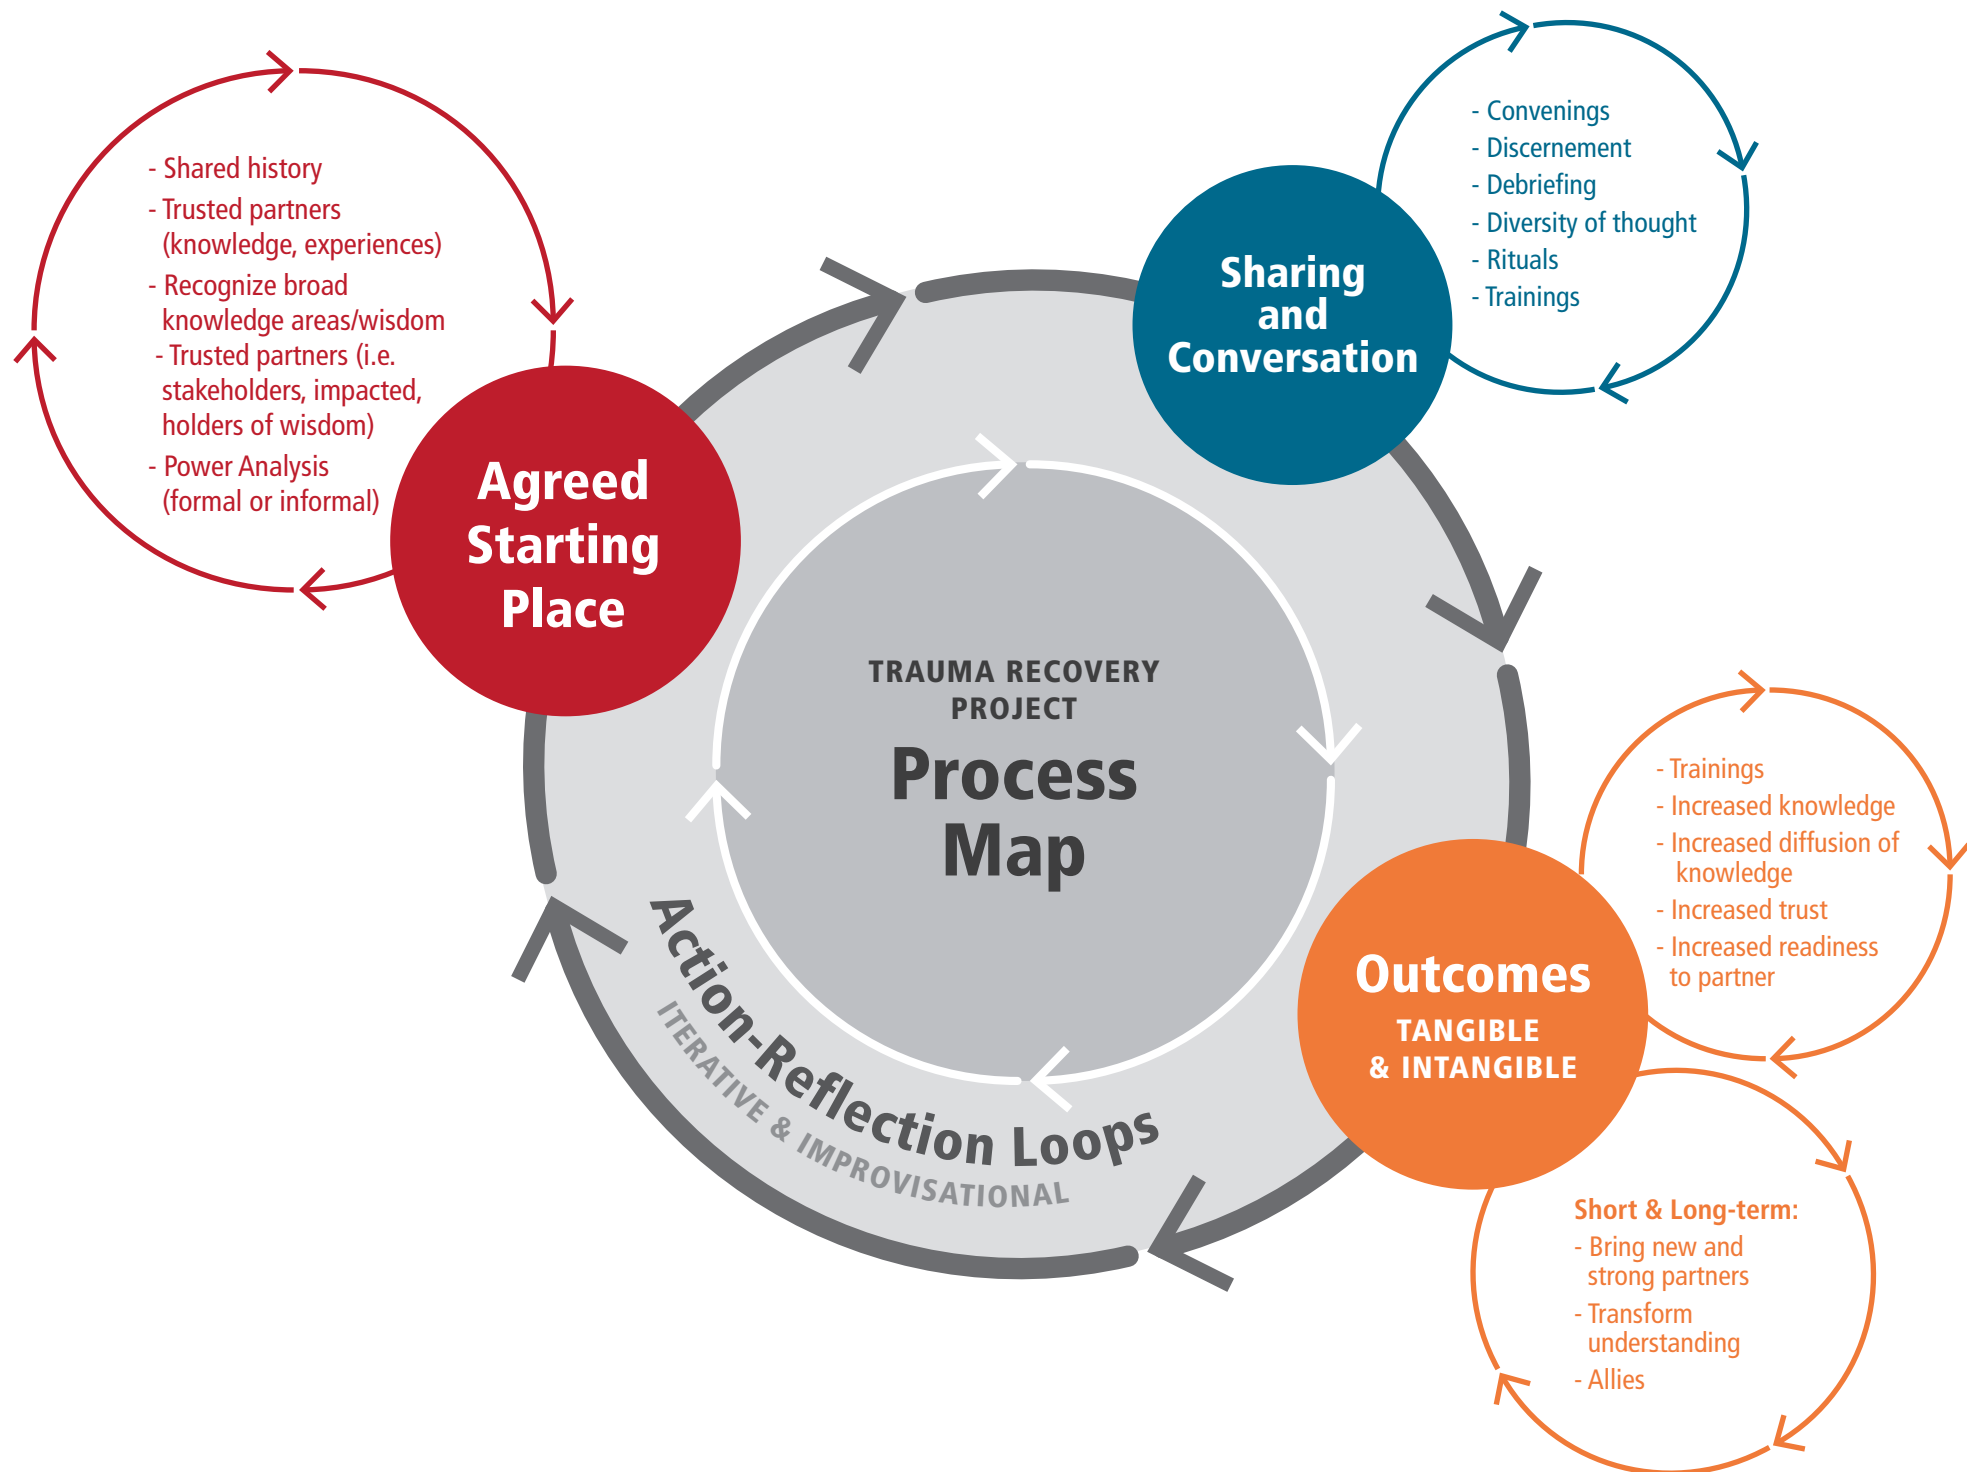 - Shared history
- Trusted partners
(knowledge, experiences)
- Recognize broad
knowledge areas/wisdom
- Trusted partners (i.e.
stakeholders, impacted,
holders of wisdom)
- Power Analysis
(formal or informal)
Agreed
Starting
Place
Sharing
and
Conversation
- Convenings
- Discernement
- Debriefing
- Diversity of thought
- Rituals
- Trainings
TRAUMA RECOVERY
PROJECT
Process
Map
Action-Reflection Loops
ITERATIVE & IMPROVISATIONAL
Outcomes
TANGIBLE
& INTANGIBLE
- Trainings
- Increased knowledge
- Increased diffusion of
knowledge
- Increased trust
- Increased readiness
to partner
Short & Long-term:
- Bring new and
strong partners
- Transform
understanding
- Allies